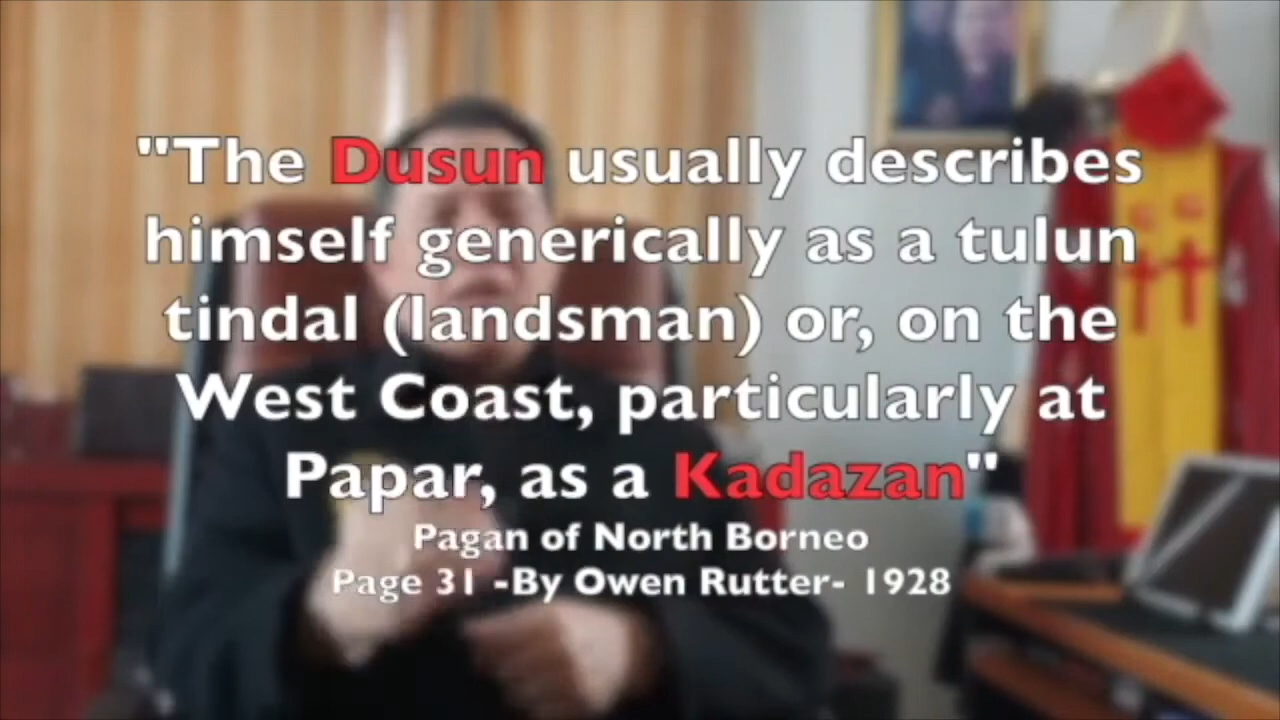 "The Dusun usually describes
himself generically as a tulun
tindal (landsman) or, on the
West Coast, particularly at
Papar, as a Kadazan"
Pagan of North Borneo
Page 31 -By Owen Rutter- 1928